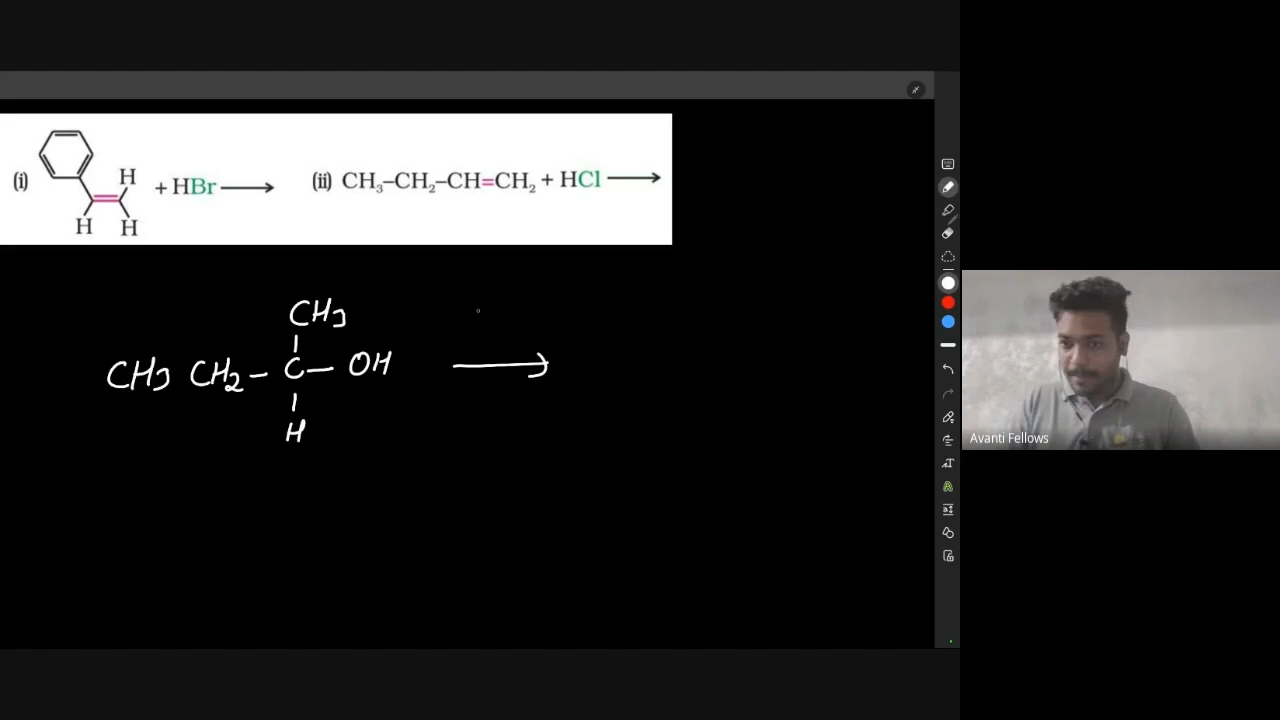 (i) H + HBr ⟶ (ii) CH₃–CH₂–CH=CH₂ + HCl ⟶
H H
CH3
CH3 CH2 – C – OH ⟶
H
Avanti Fellows